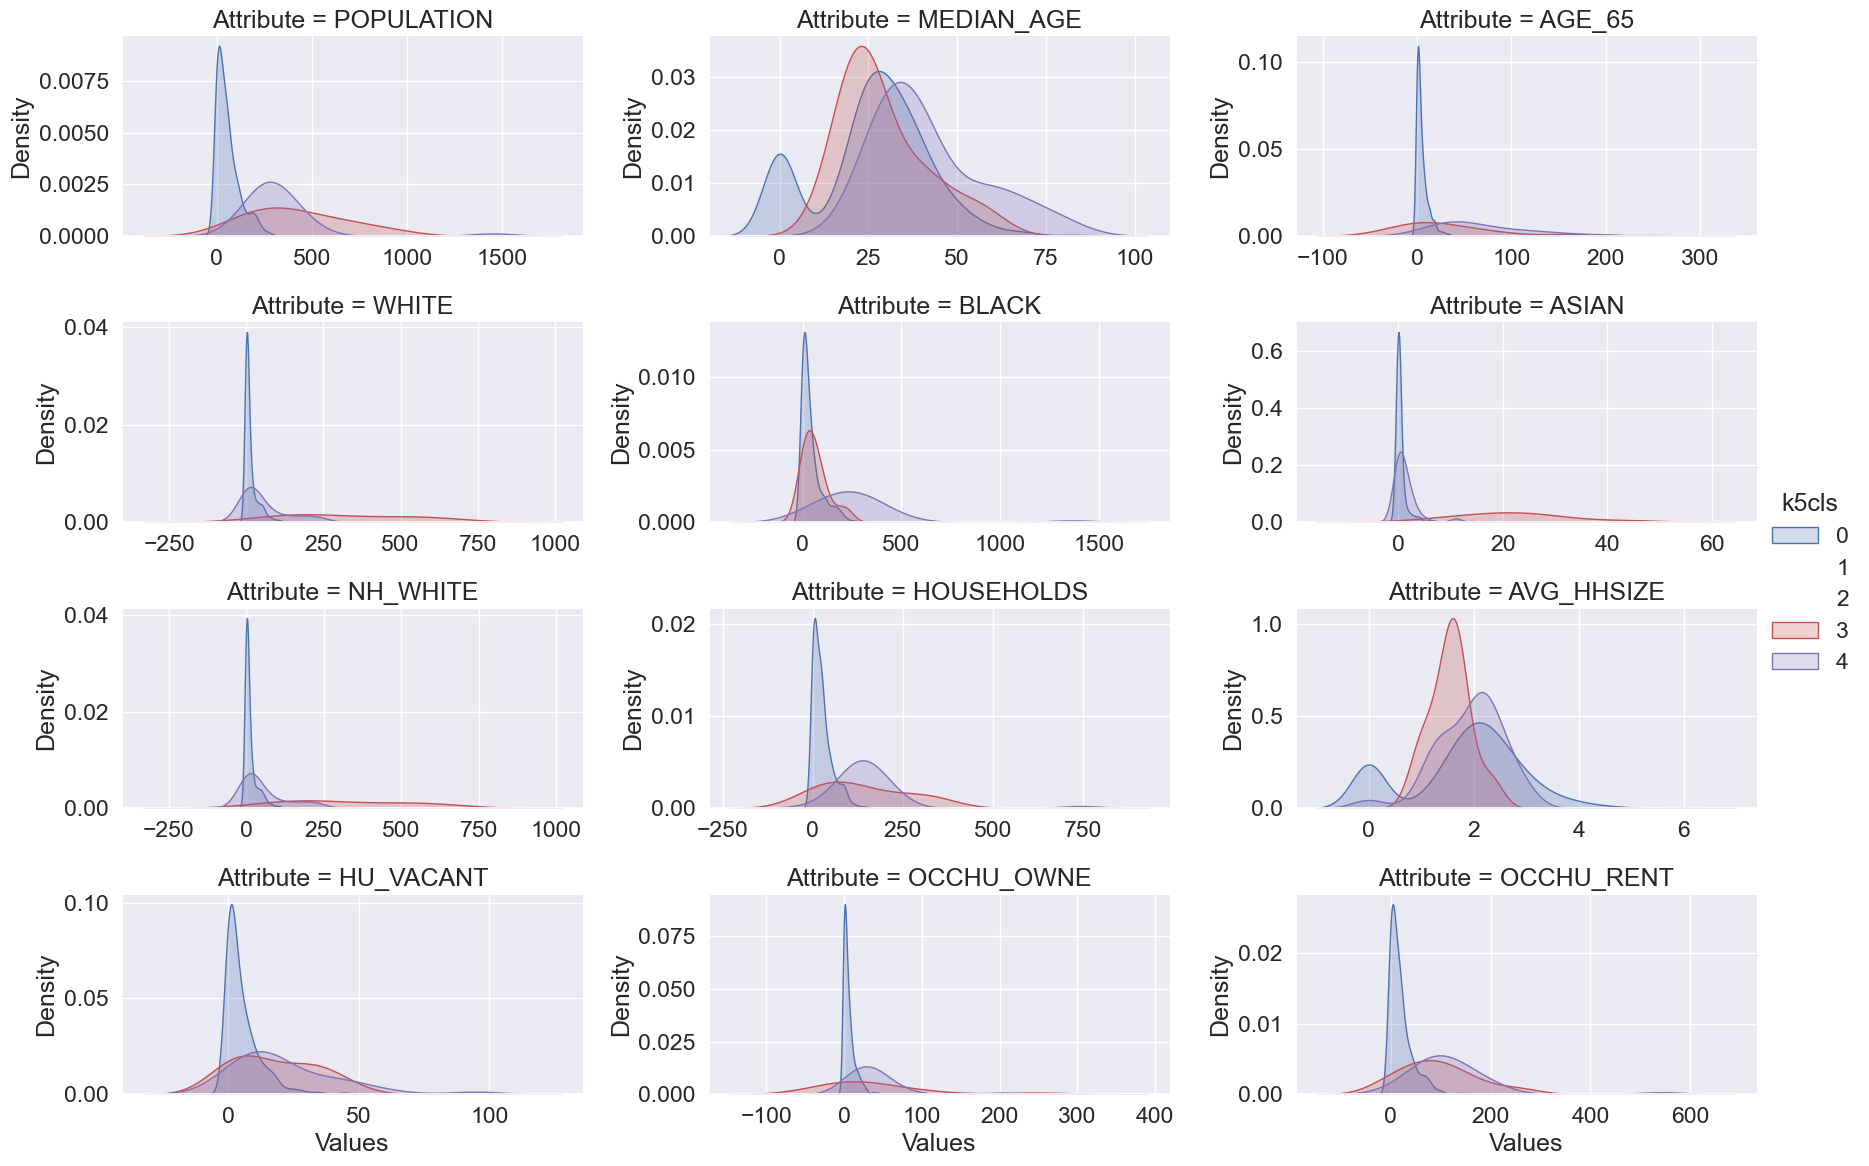 Attribute = POPULATION
Density
0.0075
0.0050
0.0025
0.0000
0 500 1000 1500
Attribute = MEDIAN_AGE
Density
0.03
0.02
0.01
0.00
0 25 50 75 100
Attribute = AGE_65
Density
0.10
0.05
0.00
−100 0 100 200 300
Attribute = WHITE
Density
0.04
0.02
0.00
−250 0 250 500 750 1000
Attribute = BLACK
Density
0.010
0.005
0.000
0 500 1000 1500
Attribute = ASIAN
Density
0.6
0.4
0.2
0.0
0 20 40 60
Attribute = NH_WHITE
Density
0.04
0.02
0.00
−250 0 250 500 750 1000
Attribute = HOUSEHOLDS
Density
0.02
0.01
0.00
−250 0 250 500 750
Attribute = AVG_HHSIZE
Density
1.0
0.5
0.0
0 2 4 6
Attribute = HU_VACANT
Density
0.10
0.05
0.00
0 50 100
Values
Attribute = OCCHU_OWNE
Density
0.075
0.050
0.025
0.000
−100 0 100 200 300 400
Values
Attribute = OCCHU_RENT
Density
0.02
0.01
0.00
0 200 400 600
Values
k5cls
0
1
2
3
4